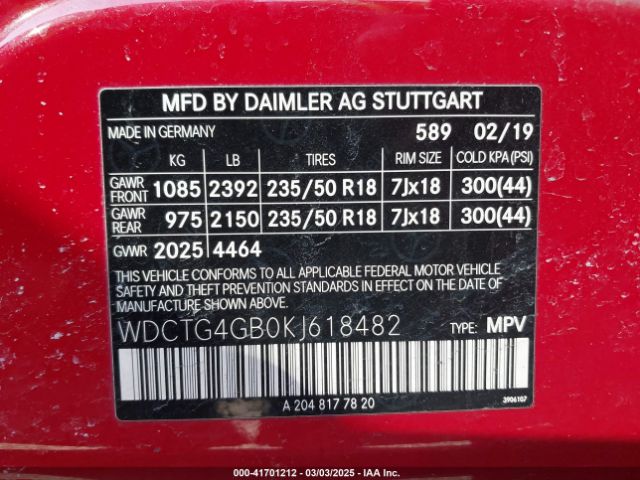 MFD BY DAIMLER AG STUTTGART
MADE IN GERMANY 589 02/19
KG LB TIRES RIM SIZE COLD KPA(PSI)
GAWR FRONT 1085 2392 235/50 R18 7Jx18 300(44)
GAWR REAR 975 2150 235/50 R18 7Jx18 300(44)
GVWR 2025 4464
THIS VEHICLE CONFORMS TO ALL APPLICABLE FEDERAL MOTOR VEHICLE
SAFETY AND THEFT PREVENTION STANDARDS IN EFFECT ON THE DATE OF
MANUFACTURE SHOWN ABOVE.
WDCTG4GB0KJ618482 TYPE: MPV
A 204 817 78 20 3906107
000-41701212 - 03/03/2025 - IAA Inc.